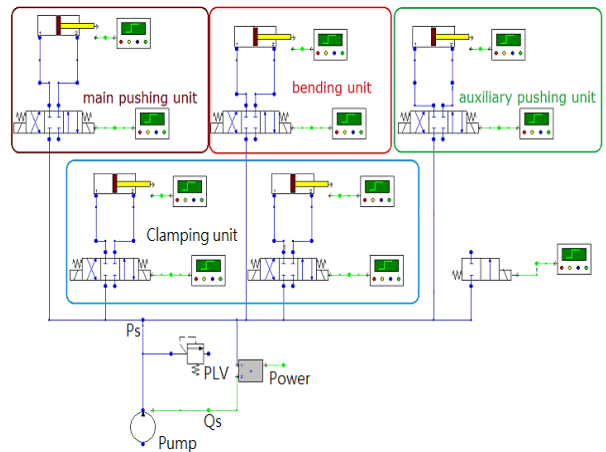 main pushing unit
bending unit
auxiliary pushing unit
Clamping unit
Ps
PLV
Power
Qs
Pump